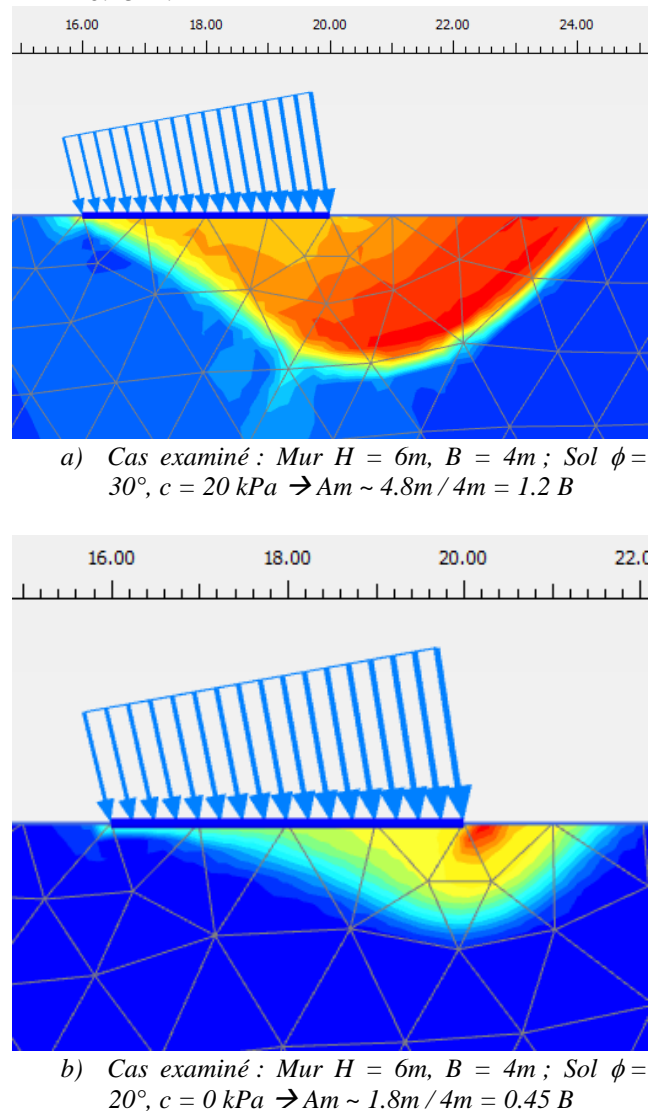 16.00 18.00 20.00 22.00 24.00
a) Cas examiné : Mur H = 6m, B = 4m ; Sol ϕ =
30°, c = 20 kPa → Am ~ 4.8m / 4m = 1.2 B
16.00 18.00 20.00 22.0
b) Cas examiné : Mur H = 6m, B = 4m ; Sol ϕ =
20°, c = 0 kPa → Am ~ 1.8m / 4m = 0.45 B